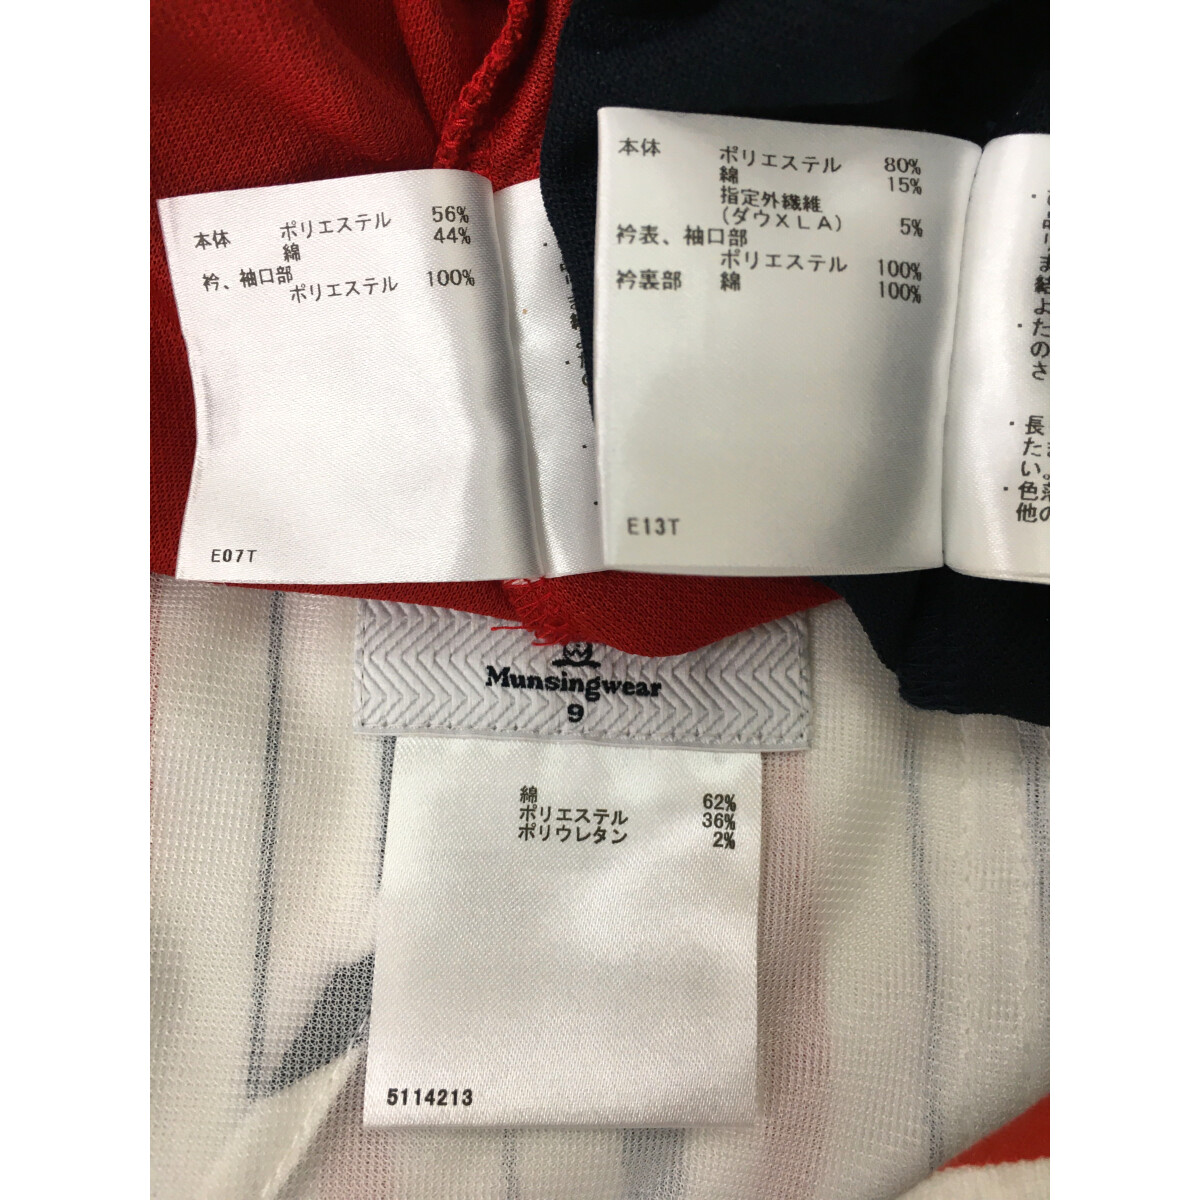 本体 ポリエステル 56%
綿 44%
衿、袖口部
ポリエステル 100%
E07T
本体 ポリエステル 80%
綿 15%
指定外繊維
(ダウXLA) 5%
衿表、袖口部
ポリエステル 100%
衿裏部 綿 100%
E13T
Munsingwear
9
綿 62%
ポリエステル 36%
ポリウレタン 2%
5114213